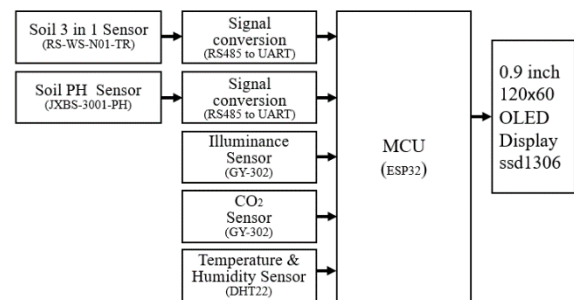 Soil 3 in 1 Sensor
(RS-WS-N01-TR)
Signal
conversion
(RS485 to UART)
Soil PH Sensor
(JXBS-3001-PH)
Signal
conversion
(RS485 to UART)
Illuminance
Sensor
(GY-302)
CO₂
Sensor
(GY-302)
Temperature &
Humidity Sensor
(DHT22)
MCU
(ESP32)
0.9 inch
120x60
OLED
Display
ssd1306